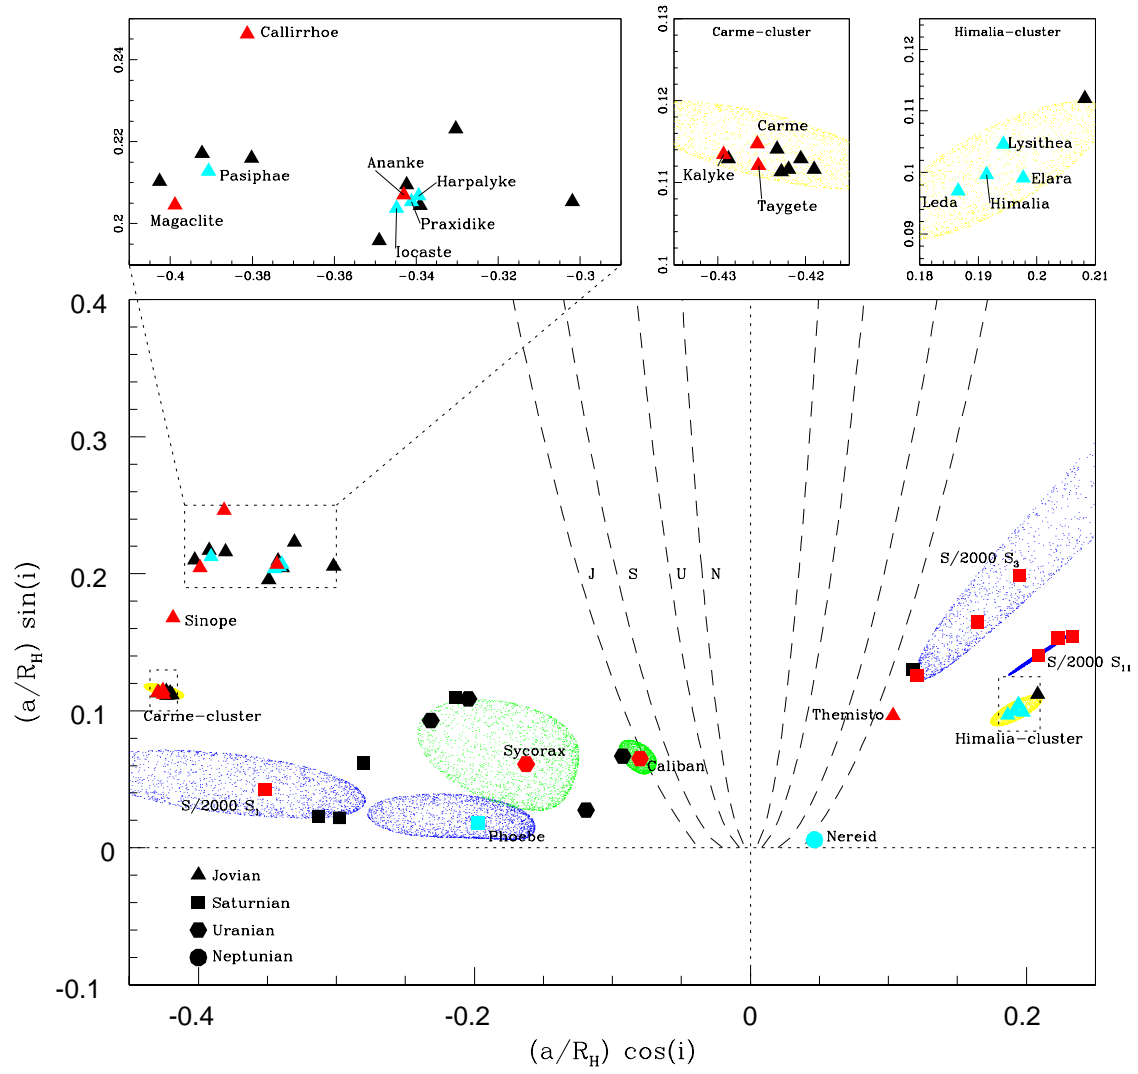 Callirrhoe
Pasiphae
Magaclite
Ananke
Harpalyke
Praxidike
Iocaste
0.24
0.22
0.2
-0.4
-0.38
-0.36
-0.34
-0.32
-0.3
Carme-cluster
Carme
Kalyke
Taygete
0.13
0.12
0.11
0.1
-0.43
-0.42
Himalia-cluster
Lysithea
Elara
Leda
Himalia
0.12
0.11
0.1
0.09
0.18
0.19
0.2
0.21
0.4
0.3
0.2
0.1
0
-0.1
(a/R_H) sin(i)
J S U N
S/2000 S_3
S/2000 S_11
Sinope
Carme-cluster
Themisto
Himalia-cluster
Sycorax
Caliban
S/2000 S_1
Phoebe
Nereid
Jovian
Saturnian
Uranian
Neptunian
-0.4
-0.2
0
0.2
(a/R_H) cos(i)